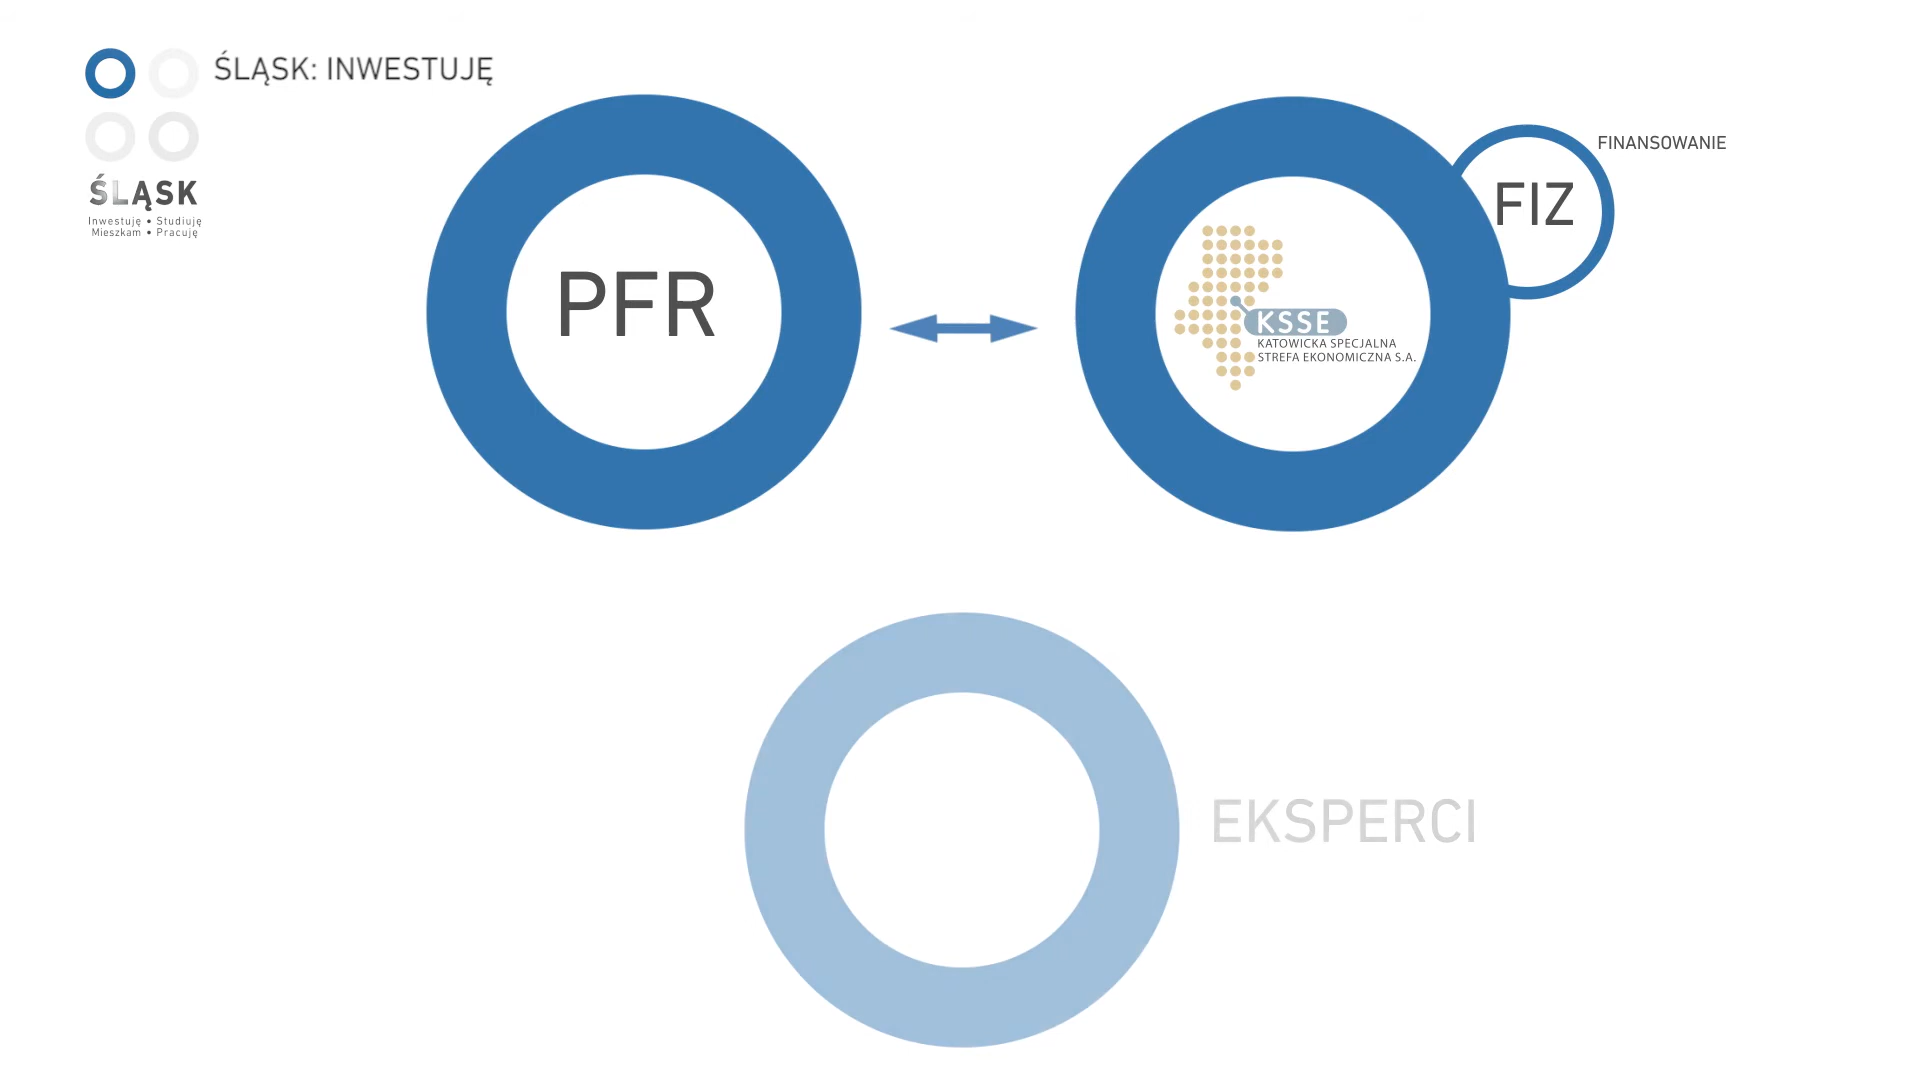 ŚLĄSK: INWESTUJĘ
ŚLĄSK
Inwestuję • Studiuję
Mieszkam • Pracuję
PFR
KSSE
KATOWICKA SPECJALNA
STREFA EKONOMICZNA S.A.
FIZ
FINANSOWANIE
EKSPERCI